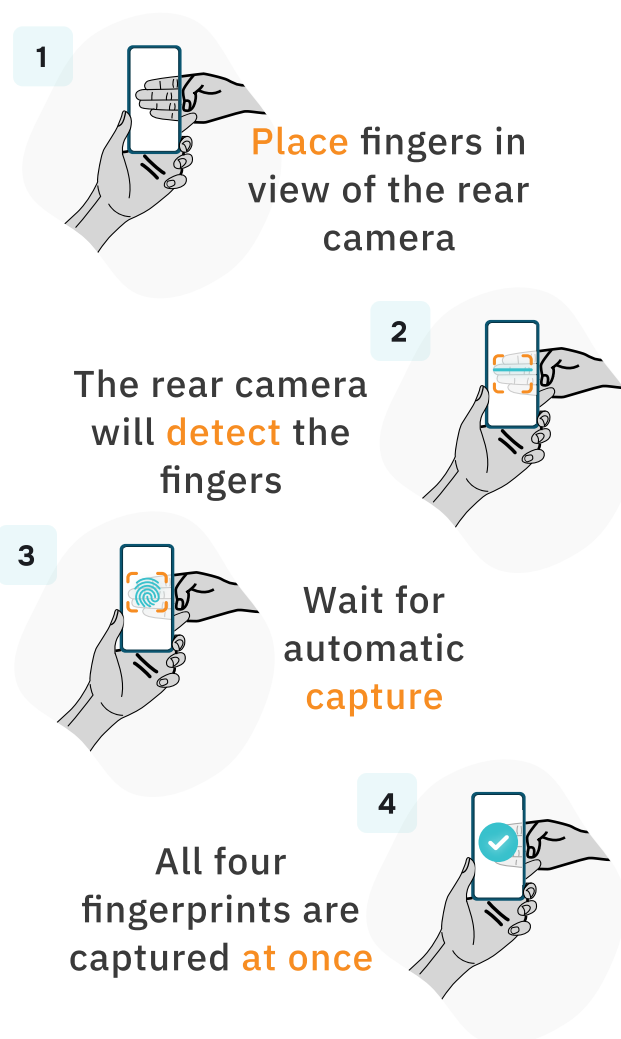 1
Place fingers in
view of the rear
camera
2
The rear camera
will detect the
fingers
3
Wait for
automatic
capture
4
All four
fingerprints are
captured at once